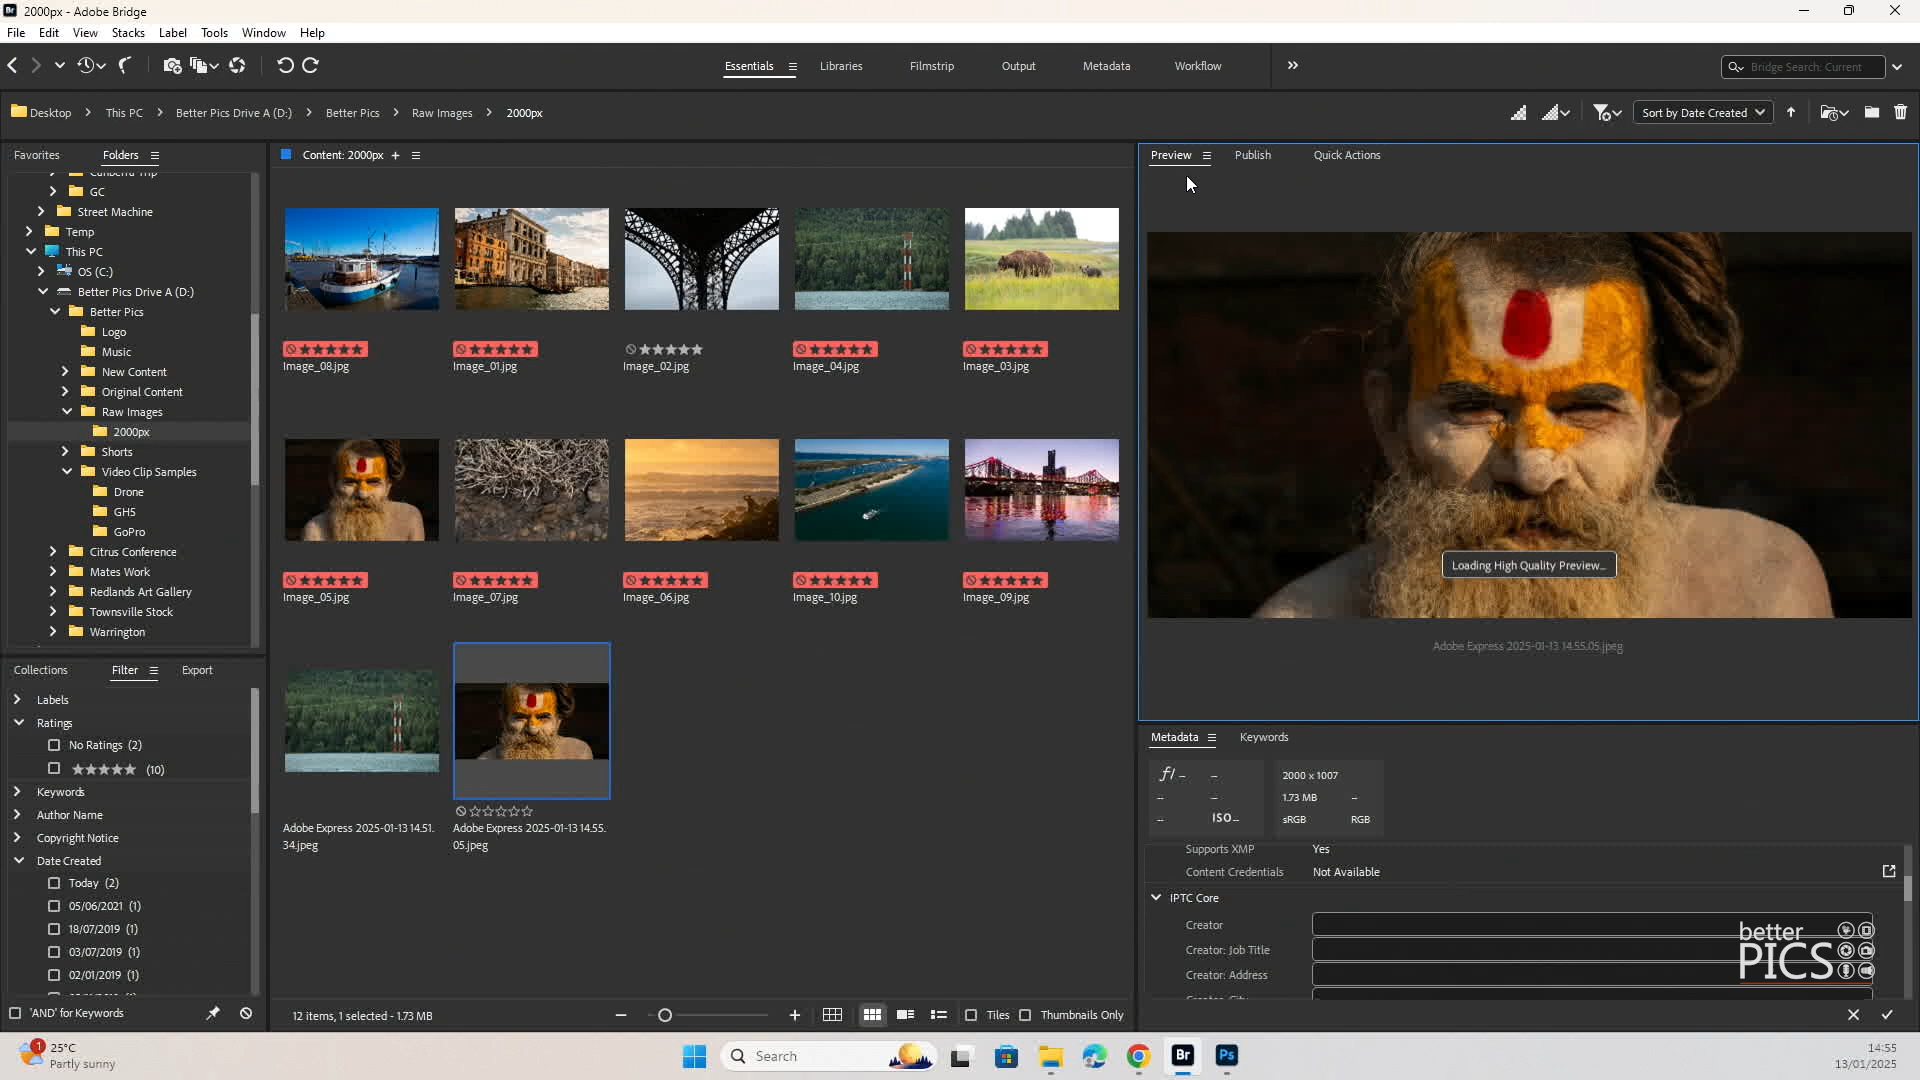 2000px - Adobe Bridge
File Edit View Stacks Label Tools Window Help
Essentials Libraries Filmstrip Output Metadata Workflow
Bridge Search: Current
Desktop This PC Better Pics Drive A (D:) Better Pics Raw Images 2000px
Sort by Date Created
Favorites Folders
GC
Street Machine
Temp
This PC
OS (C:)
Better Pics Drive A (D:)
Better Pics
Logo
Music
New Content
Original Content
Raw Images
2000px
Shorts
Video Clip Samples
Drone
GH5
GoPro
Citrus Conference
Mates Work
Redlands Art Gallery
Townsville Stock
Warrington
Collections Filter Export
Labels
Ratings
No Ratings (2)
★★★★★ (10)
Keywords
Author Name
Copyright Notice
Date Created
Today (2)
05/06/2021 (1)
18/07/2019 (1)
03/07/2019 (1)
02/01/2019 (1)
'AND' for Keywords
Content: 2000px
Image_08.jpg Image_01.jpg Image_02.jpg Image_04.jpg Image_03.jpg
Image_05.jpg Image_07.jpg Image_06.jpg Image_10.jpg Image_09.jpg
Adobe Express 2025-01-13 14.51. Adobe Express 2025-01-13 14.55.
34.jpeg 05.jpeg
12 items, 1 selected - 1.73 MB
Tiles Thumbnails Only
Preview Publish Quick Actions
Loading High Quality Preview...
Adobe Express 2025-01-13 14.55.05.jpeg
Metadata Keywords
f/ -- -- 2000 x 1007
-- -- 1.73 MB --
-- ISO-- sRGB RGB
Supports XMP Yes
Content Credentials Not Available
IPTC Core
Creator
Creator: Job Title
Creator: Address
better
PICS
1
25°C
Partly sunny
Search
Br
Ps
14:55
13/01/2025